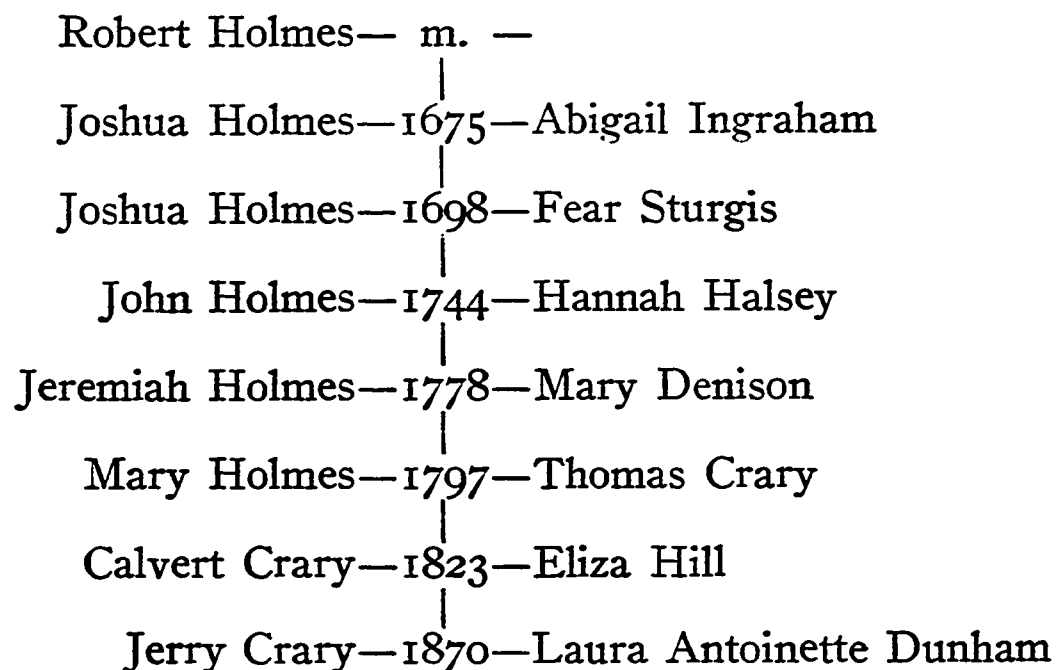 Robert Holmes— m. —
Joshua Holmes—1675—Abigail Ingraham
Joshua Holmes—1698—Fear Sturgis
John Holmes—1744—Hannah Halsey
Jeremiah Holmes—1778—Mary Denison
Mary Holmes—1797—Thomas Crary
Calvert Crary—1823—Eliza Hill
Jerry Crary—1870—Laura Antoinette Dunham